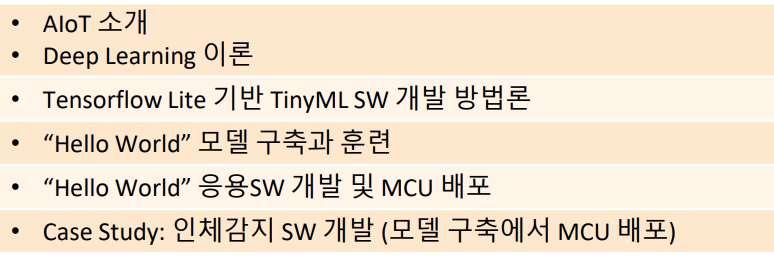 • AIoT 소개
• Deep Learning 이론
• Tensorflow Lite 기반 TinyML SW 개발 방법론
• “Hello World” 모델 구축과 훈련
• “Hello World” 응용SW 개발 및 MCU 배포
• Case Study: 인체감지 SW 개발 (모델 구축에서 MCU 배포)